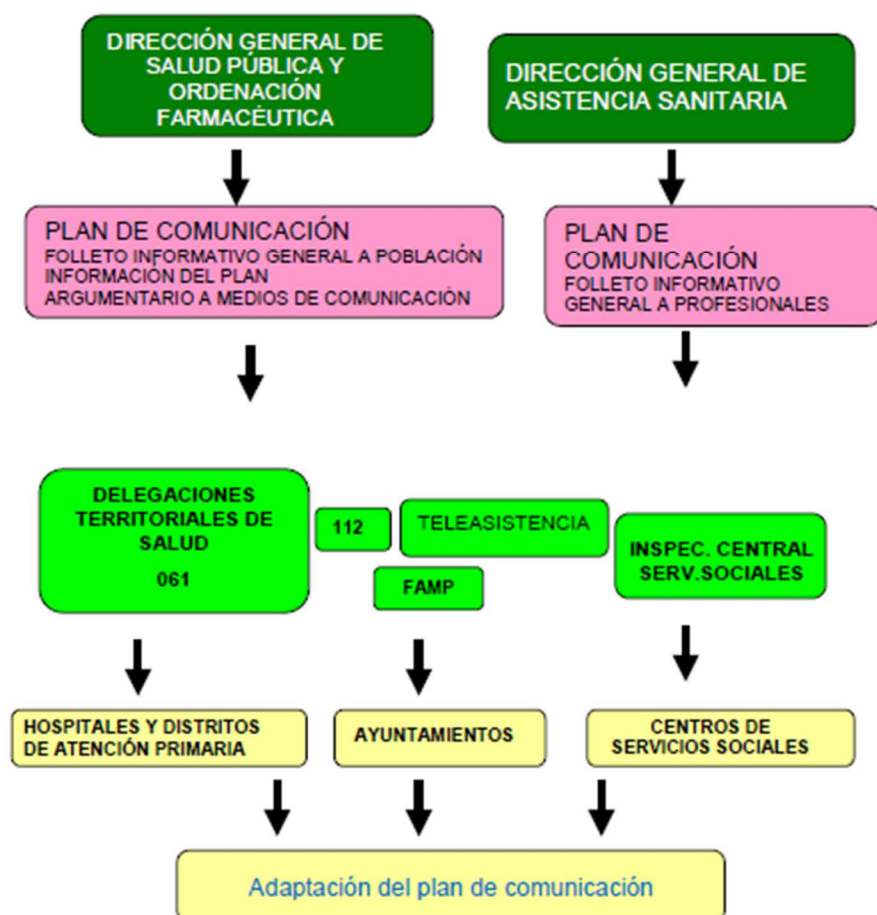 DIRECCIÓN GENERAL DE
SALUD PÚBLICA Y
ORDENACIÓN
FARMACÉUTICA
DIRECCIÓN GENERAL DE
ASISTENCIA SANITARIA
PLAN DE COMUNICACIÓN
FOLLETO INFORMATIVO GENERAL A POBLACIÓN
INFORMACIÓN DEL PLAN
ARGUMENTARIO A MEDIOS DE COMUNICACIÓN
PLAN DE
COMUNICACIÓN
FOLLETO INFORMATIVO
GENERAL A PROFESIONALES
DELEGACIONES
TERRITORIALES DE
SALUD
061
112
TELEASISTENCIA
FAMP
INSPEC. CENTRAL
SERV.SOCIALES
HOSPITALES Y DISTRITOS
DE ATENCIÓN PRIMARIA
AYUNTAMIENTOS
CENTROS DE
SERVICIOS SOCIALES
Adaptación del plan de comunicación